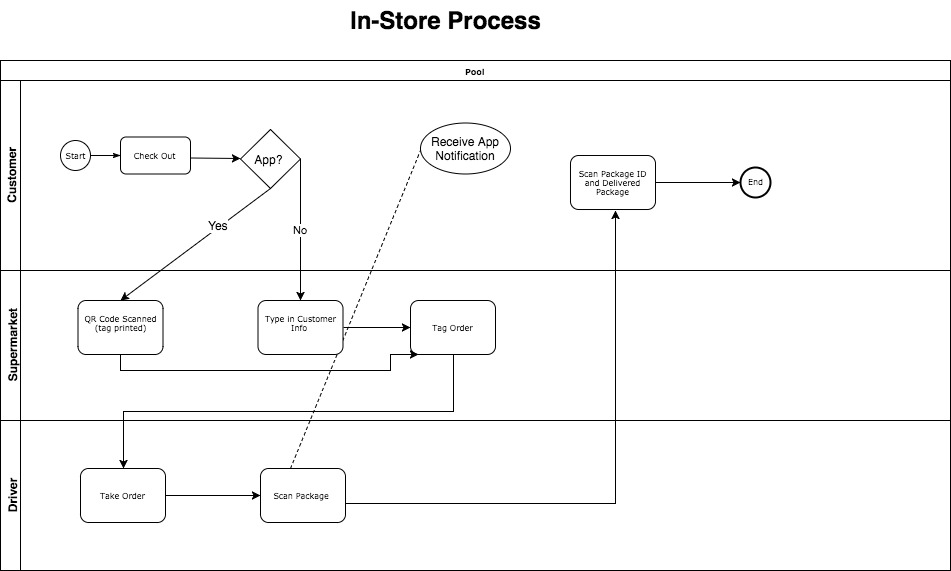 In-Store Process
Pool
Customer
Start
Check Out
App?
Receive App
Notification
Scan Package ID
and Delivered
Package
End
Yes
No
Supermarket
QR Code Scanned
(tag printed)
Type in Customer
Info
Tag Order
Driver
Take Order
Scan Package